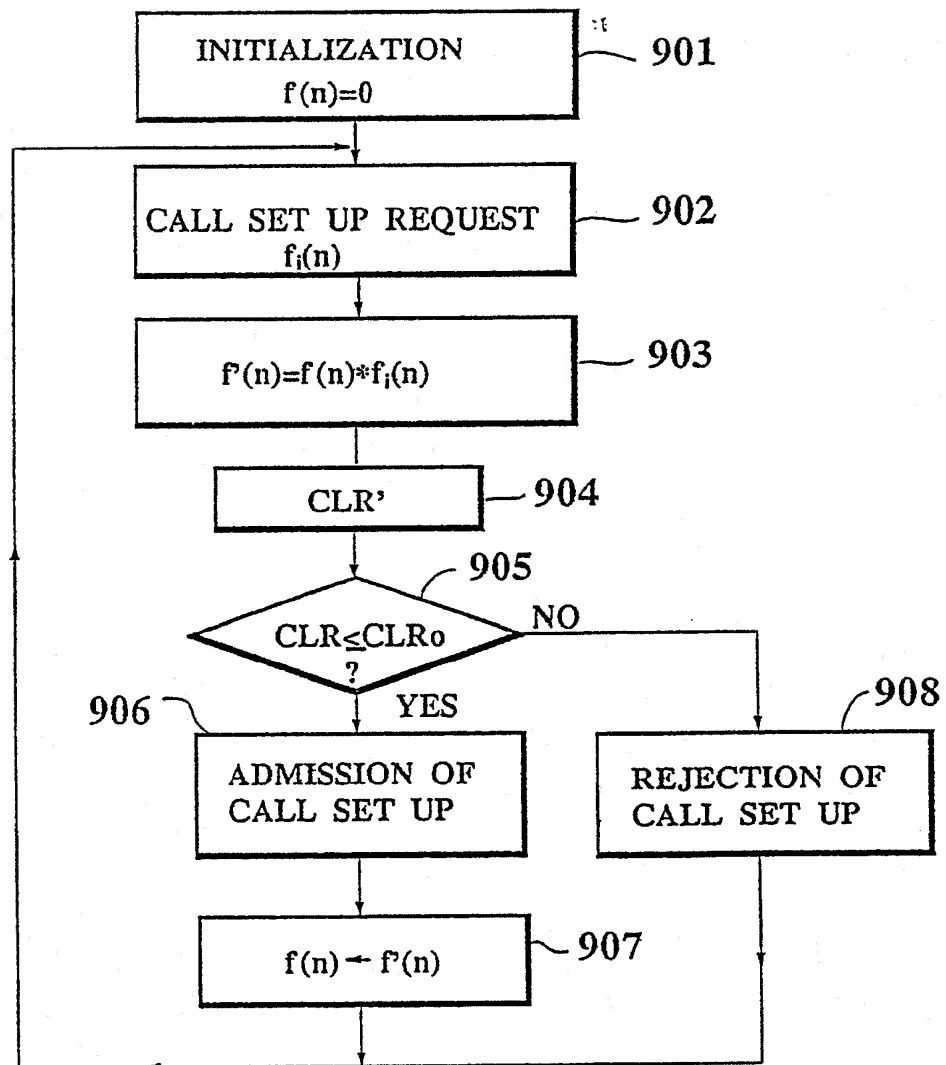 INITIALIZATION
f(n)=0
901
CALL SET UP REQUEST
fᵢ(n)
902
f'(n)=f(n)*fᵢ(n)
903
CLR'
904
905
CLR≤CLRo
?
NO
YES
906
ADMISSION OF
CALL SET UP
908
REJECTION OF
CALL SET UP
f(n) ← f'(n)
907